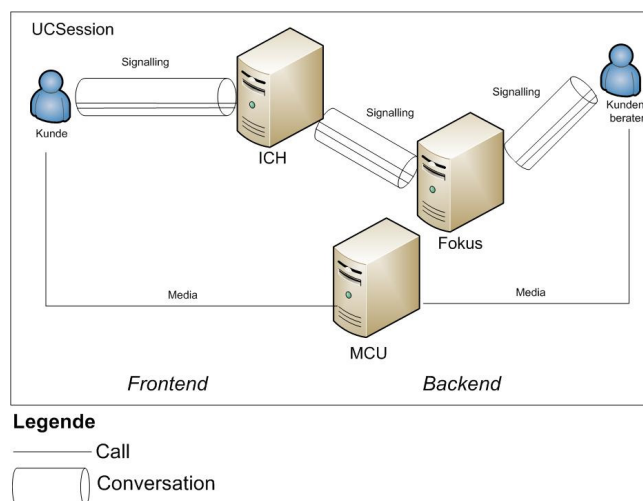 UCSession
Signalling
Kunde
ICH
Signalling
Signalling
Kunden
berater
Fokus
Media
MCU
Media
Frontend
Backend
Legende
Call
Conversation